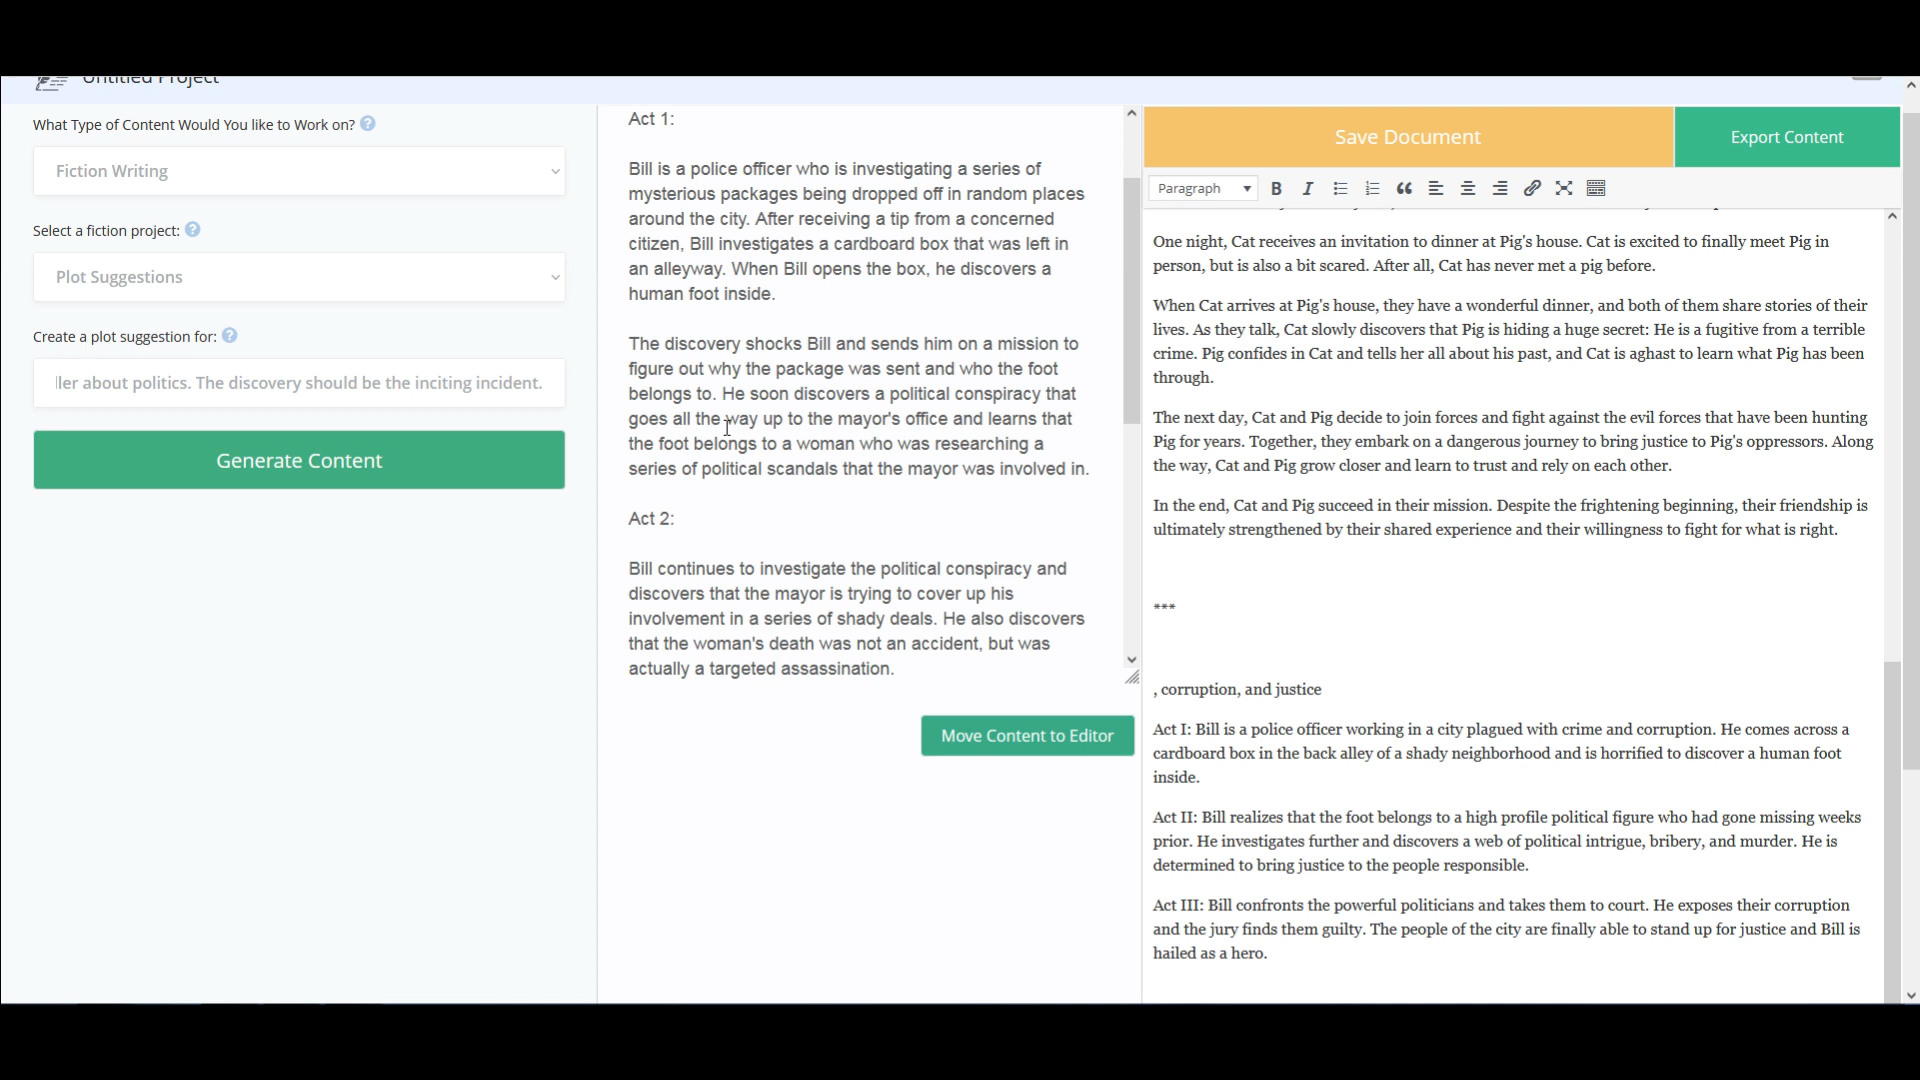 Untitled Project
What Type of Content Would You like to Work on? ?
Fiction Writing
Select a fiction project: ?
Plot Suggestions
Create a plot suggestion for: ?
ller about politics. The discovery should be the inciting incident.
Generate Content
Act 1:
Bill is a police officer who is investigating a series of
mysterious packages being dropped off in random places
around the city. After receiving a tip from a concerned
citizen, Bill investigates a cardboard box that was left in
an alleyway. When Bill opens the box, he discovers a
human foot inside.
The discovery shocks Bill and sends him on a mission to
figure out why the package was sent and who the foot
belongs to. He soon discovers a political conspiracy that
goes all the way up to the mayor's office and learns that
the foot belongs to a woman who was researching a
series of political scandals that the mayor was involved in.
Act 2:
Bill continues to investigate the political conspiracy and
discovers that the mayor is trying to cover up his
involvement in a series of shady deals. He also discovers
that the woman's death was not an accident, but was
actually a targeted assassination.
Move Content to Editor
Save Document
Export Content
Paragraph
B I
One night, Cat receives an invitation to dinner at Pig's house. Cat is excited to finally meet Pig in
person, but is also a bit scared. After all, Cat has never met a pig before.
When Cat arrives at Pig's house, they have a wonderful dinner, and both of them share stories of their
lives. As they talk, Cat slowly discovers that Pig is hiding a huge secret: He is a fugitive from a terrible
crime. Pig confides in Cat and tells her all about his past, and Cat is aghast to learn what Pig has been
through.
The next day, Cat and Pig decide to join forces and fight against the evil forces that have been hunting
Pig for years. Together, they embark on a dangerous journey to bring justice to Pig's oppressors. Along
the way, Cat and Pig grow closer and learn to trust and rely on each other.
In the end, Cat and Pig succeed in their mission. Despite the frightening beginning, their friendship is
ultimately strengthened by their shared experience and their willingness to fight for what is right.
***
, corruption, and justice
Act I: Bill is a police officer working in a city plagued with crime and corruption. He comes across a
cardboard box in the back alley of a shady neighborhood and is horrified to discover a human foot
inside.
Act II: Bill realizes that the foot belongs to a high profile political figure who had gone missing weeks
prior. He investigates further and discovers a web of political intrigue, bribery, and murder. He is
determined to bring justice to the people responsible.
Act III: Bill confronts the powerful politicians and takes them to court. He exposes their corruption
and the jury finds them guilty. The people of the city are finally able to stand up for justice and Bill is
hailed as a hero.